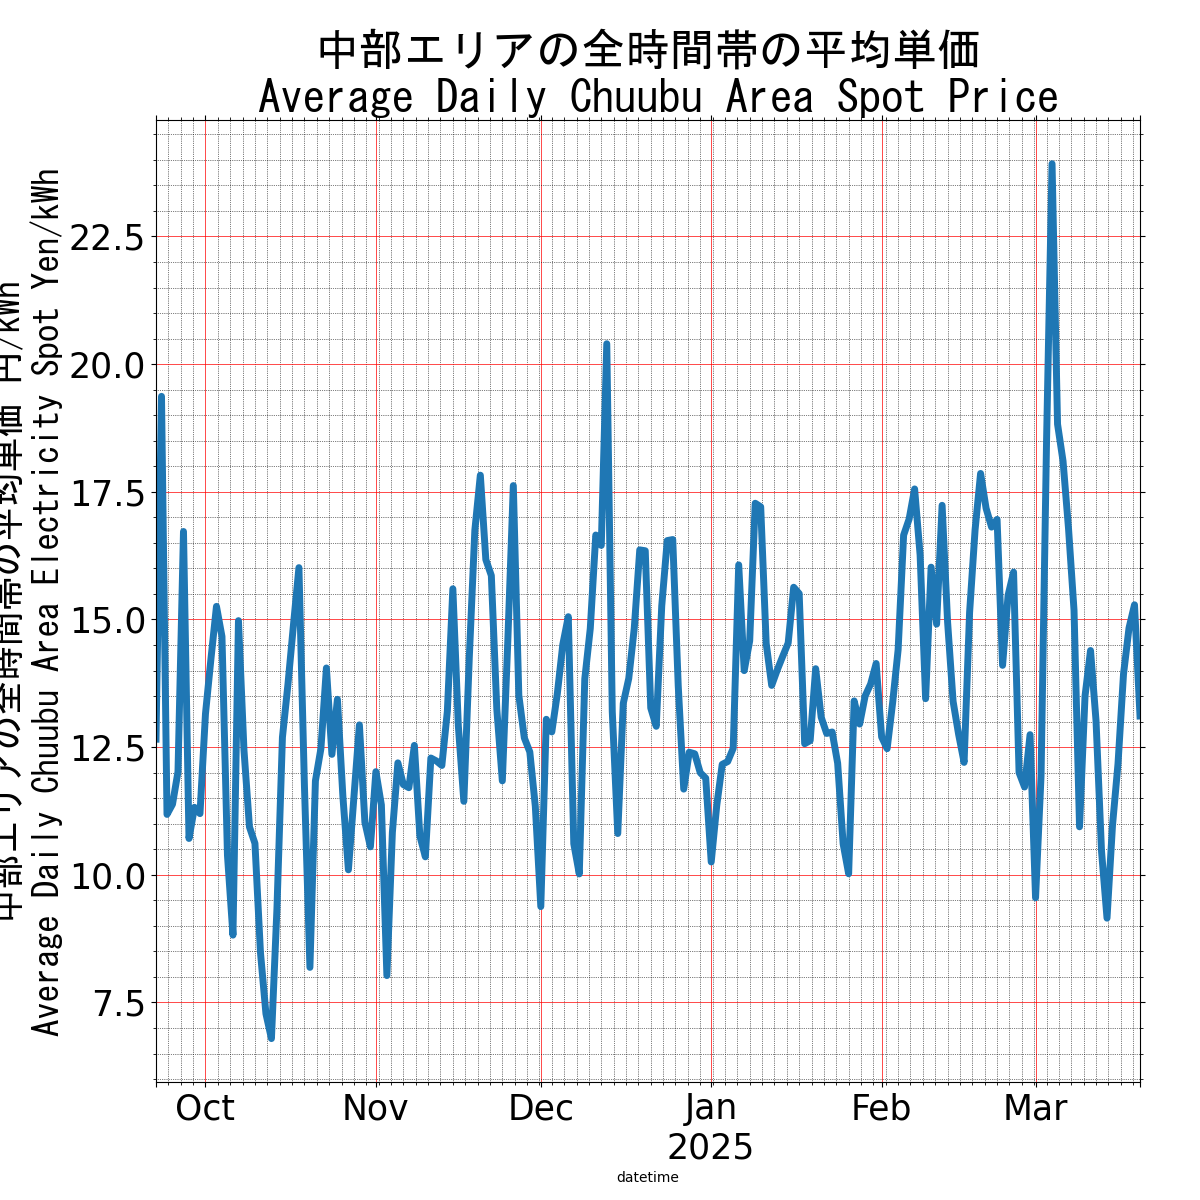 中部エリアの全時間帯の平均単価
Average Daily Chuubu Area Spot Price
中部エリアの全時間帯の平均単価 円/kWh
Average Daily Chuubu Area Electricity Spot Yen/kWh
22.5
20.0
17.5
15.0
12.5
10.0
7.5
Oct
Nov
Dec
Jan
Feb
Mar
2025
datetime